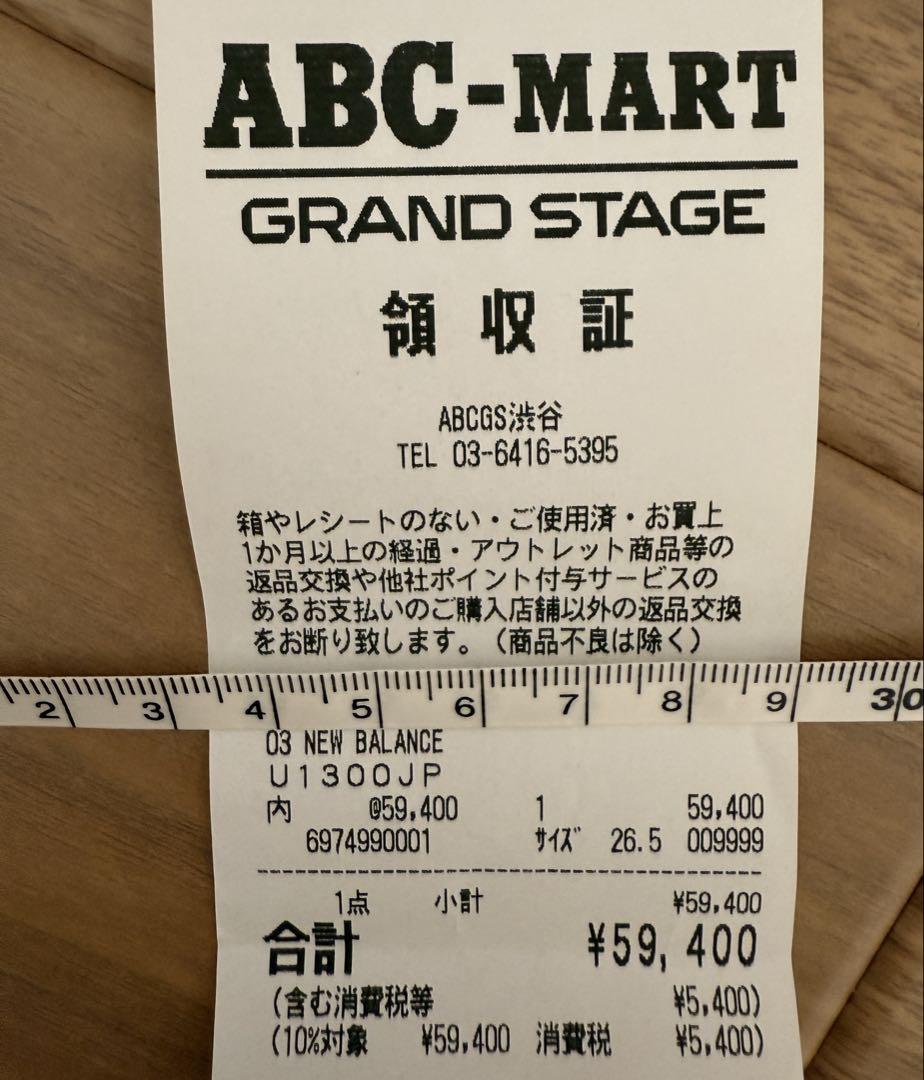 ABC-MART
GRAND STAGE
領収証
ABCGS渋谷
TEL 03-6416-5395
箱やレシートのない・ご使用済・お買上
1か月以上の経過・アウトレット商品等の
返品交換や他社ポイント付与サービスの
あるお支払いのご購入店舗以外の返品交換
をお断り致します。（商品不良は除く）
2 3 4 5 6 7 8 9 30
03 NEW BALANCE
U1300JP
内 @59,400 1 59,400
6974990001 ｻｲｽﾞ 26.5 009999
1点 小計 ¥59,400
合計 ¥59,400
(含む消費税等 ¥5,400)
(10%対象 ¥59,400 消費税 ¥5,400)